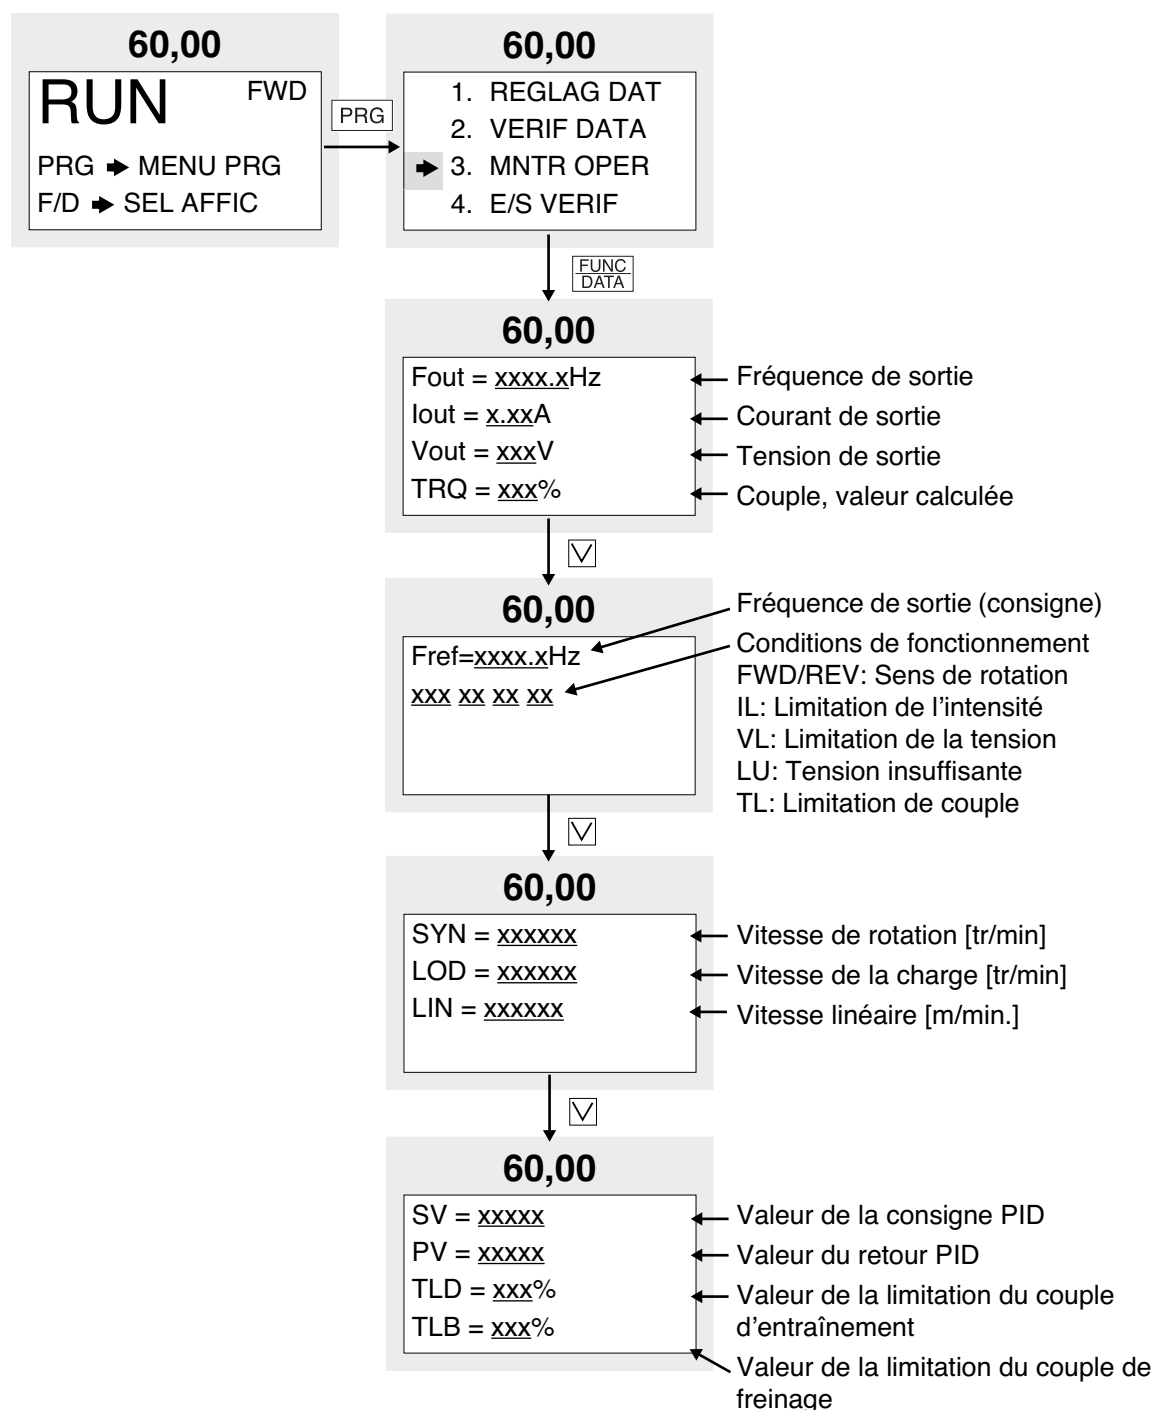 60,00
RUN FWD
PRG ➨ MENU PRG
F/D ➨ SEL AFFIC
PRG
60,00
1. REGLAG DAT
2. VERIF DATA
➨ 3. MNTR OPER
4. E/S VERIF
FUNC
DATA
60,00
Fout = xxxx.xHz
Fréquence de sortie
Iout = x.xxA
Courant de sortie
Vout = xxxV
Tension de sortie
TRQ = xxx%
Couple, valeur calculée
60,00
Fref=xxxx.xHz
xxx xx xx xx
Fréquence de sortie (consigne)
Conditions de fonctionnement
FWD/REV: Sens de rotation
IL: Limitation de l’intensité
VL: Limitation de la tension
LU: Tension insuffisante
TL: Limitation de couple
60,00
SYN = xxxxxx
Vitesse de rotation [tr/min]
LOD = xxxxxx
Vitesse de la charge [tr/min]
LIN = xxxxxx
Vitesse linéaire [m/min.]
60,00
SV = xxxxx
Valeur de la consigne PID
PV = xxxxx
Valeur du retour PID
TLD = xxx%
Valeur de la limitation du couple
d’entraînement
TLB = xxx%
Valeur de la limitation du couple de
freinage